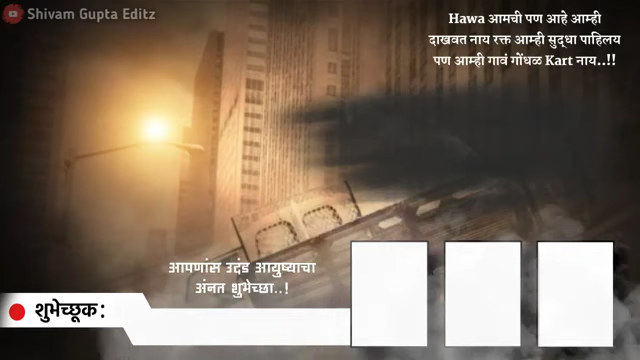 Shivam Gupta Editz
Hawa आमची पण आहे आम्ही
दाखवत नाय रक्त आम्ही सुद्धा पाहिलय
पण आम्ही गावं गोंधळ Kart नाय..!!
आपणांस उदंड आयुष्याचा
अंनत शुभेच्छा..!
शुभेच्छूक: